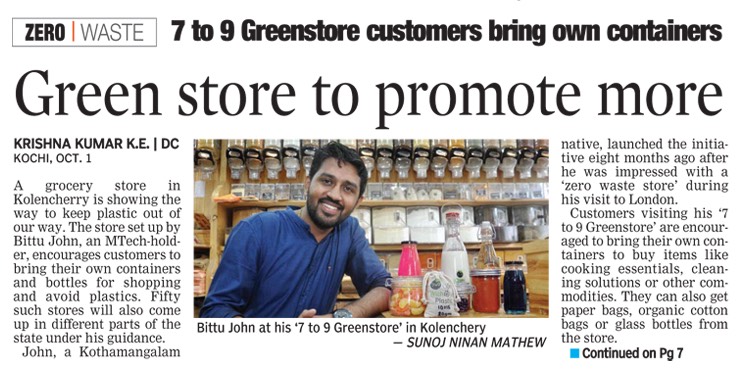 ZERO | WASTE 7 to 9 Greenstore customers bring own containers
Green store to promote more
KRISHNA KUMAR K.E. | DC
KOCHI, OCT. 1
A grocery store in
Kolencherry is showing the
way to keep plastic out of
our way. The store set up by
Bittu John, an MTech-hold-
er, encourages customers to
bring their own containers
and bottles for shopping
and avoid plastics. Fifty
such stores will also come
up in different parts of the
state under his guidance.
John, a Kothamangalam
Bittu John at his ‘7 to 9 Greenstore’ in Kolenchery
— SUNOJ NINAN MATHEW
native, launched the initia-
tive eight months ago after
he was impressed with a
‘zero waste store’ during
his visit to London.
Customers visiting his ‘7
to 9 Greenstore’ are encour-
aged to bring their own con-
tainers to buy items like
cooking essentials, clean-
ing solutions or other com-
modities. They can also get
paper bags, organic cotton
bags or glass bottles from
the store.
Continued on Pg 7